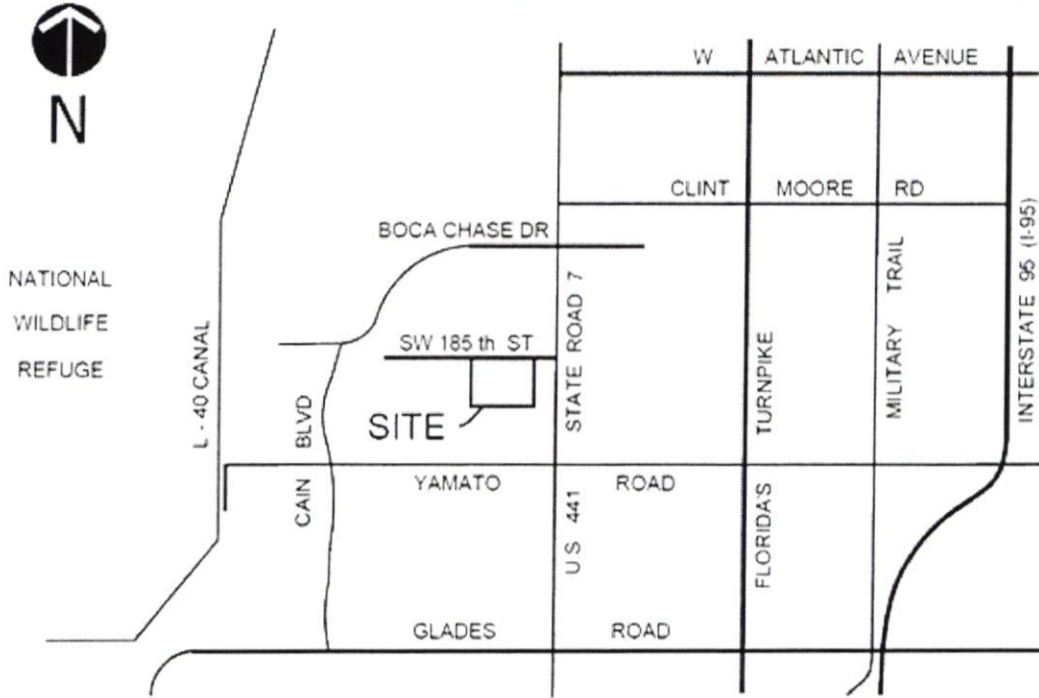 N
W ATLANTIC AVENUE
CLINT MOORE RD
BOCA CHASE DR
NATIONAL
WILDLIFE
REFUGE
L - 40 CANAL
SW 185 th ST
SITE
CAIN BLVD
STATE ROAD 7
US 441
FLORIDA'S TURNPIKE
MILITARY TRAIL
INTERSTATE 95 (I-95)
YAMATO ROAD
GLADES ROAD